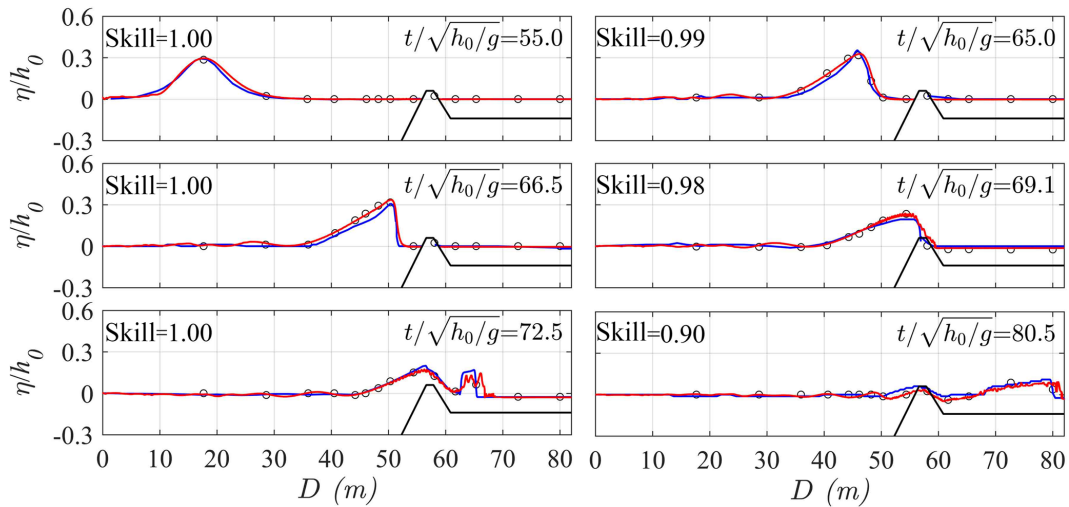 0.6
0.3
0
-0.3
η/h0
Skill=1.00
t/√h0/g=55.0
Skill=0.99
t/√h0/g=65.0
0.6
0.3
0
-0.3
η/h0
Skill=1.00
t/√h0/g=66.5
Skill=0.98
t/√h0/g=69.1
0.6
0.3
0
-0.3
η/h0
Skill=1.00
t/√h0/g=72.5
Skill=0.90
t/√h0/g=80.5
0 10 20 30 40 50 60 70 80
D (m)
0 10 20 30 40 50 60 70 80
D (m)